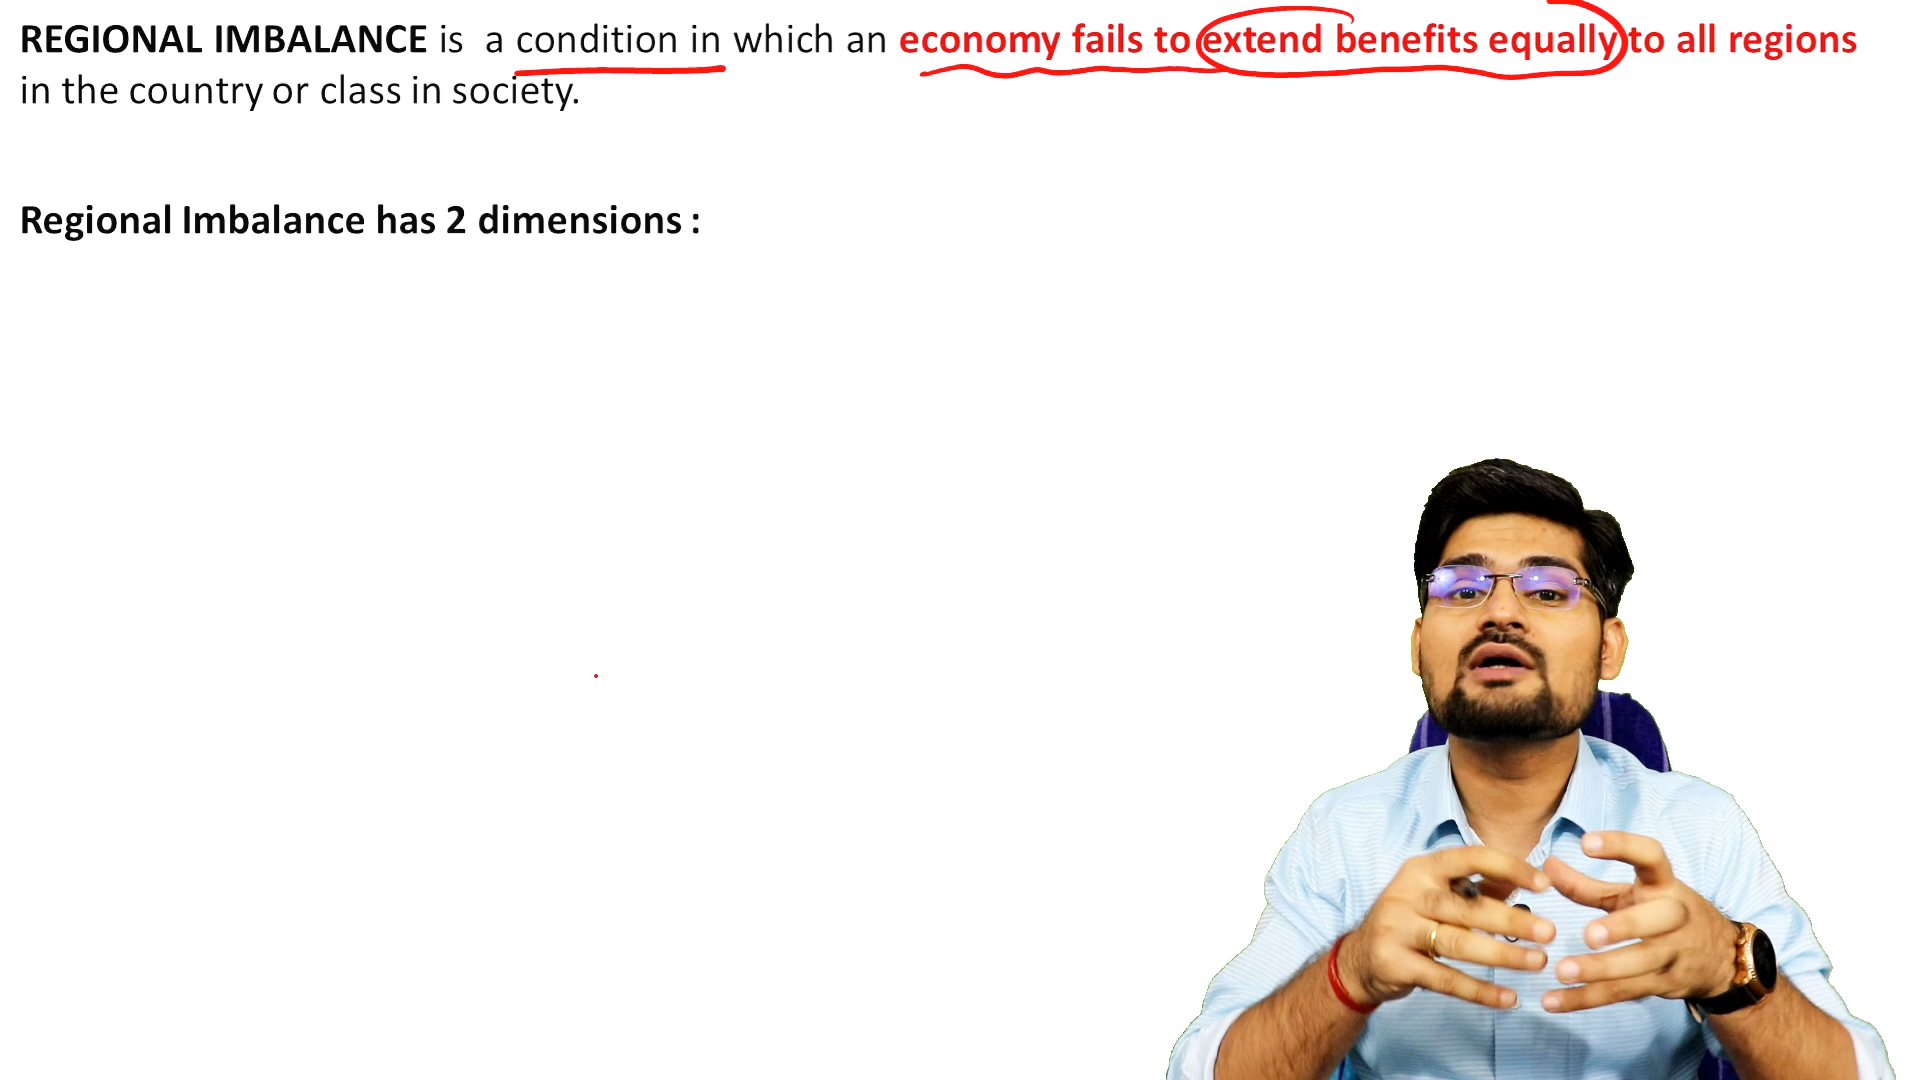 REGIONAL IMBALANCE is a condition in which an economy fails to extend benefits equally to all regions
in the country or class in society.
Regional Imbalance has 2 dimensions :